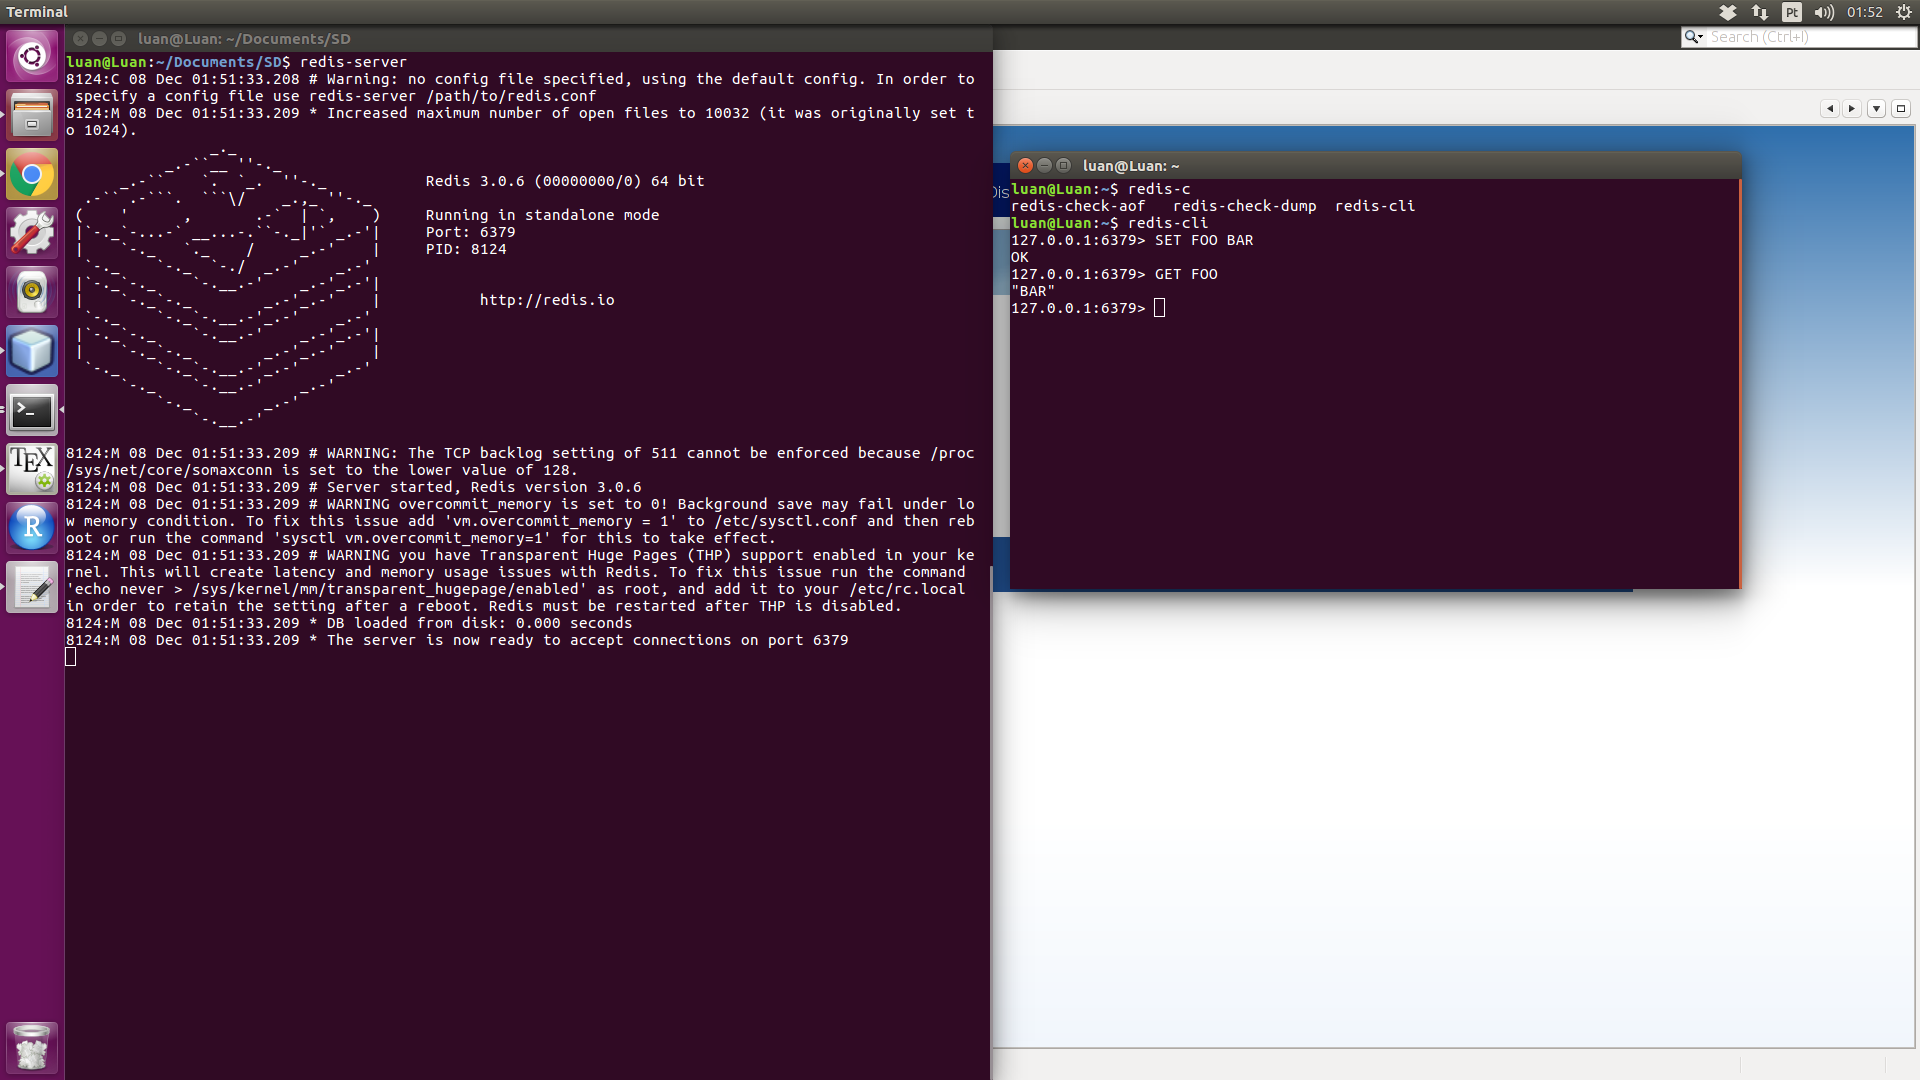 Terminal
Pt
01:52
luan@Luan: ~/Documents/SD
Search (Ctrl+I)
luan@Luan:~/Documents/SD$ redis-server
8124:C 08 Dec 01:51:33.208 # Warning: no config file specified, using the default config. In order to
 specify a config file use redis-server /path/to/redis.conf
8124:M 08 Dec 01:51:33.209 * Increased maximum number of open files to 10032 (it was originally set t
o 1024).
Redis 3.0.6 (00000000/0) 64 bit
Running in standalone mode
Port: 6379
PID: 8124
http://redis.io
8124:M 08 Dec 01:51:33.209 # WARNING: The TCP backlog setting of 511 cannot be enforced because /proc
/sys/net/core/somaxconn is set to the lower value of 128.
8124:M 08 Dec 01:51:33.209 # Server started, Redis version 3.0.6
8124:M 08 Dec 01:51:33.209 # WARNING overcommit_memory is set to 0! Background save may fail under lo
w memory condition. To fix this issue add 'vm.overcommit_memory = 1' to /etc/sysctl.conf and then reb
oot or run the command 'sysctl vm.overcommit_memory=1' for this to take effect.
8124:M 08 Dec 01:51:33.209 # WARNING you have Transparent Huge Pages (THP) support enabled in your ke
rnel. This will create latency and memory usage issues with Redis. To fix this issue run the command
'echo never > /sys/kernel/mm/transparent_hugepage/enabled' as root, and add it to your /etc/rc.local
in order to retain the setting after a reboot. Redis must be restarted after THP is disabled.
8124:M 08 Dec 01:51:33.209 * DB loaded from disk: 0.000 seconds
8124:M 08 Dec 01:51:33.209 * The server is now ready to accept connections on port 6379
luan@Luan: ~
luan@Luan:~$ redis-c
redis-check-aof   redis-check-dump  redis-cli
luan@Luan:~$ redis-cli
127.0.0.1:6379> SET FOO BAR
OK
127.0.0.1:6379> GET FOO
"BAR"
127.0.0.1:6379>
TEX
R